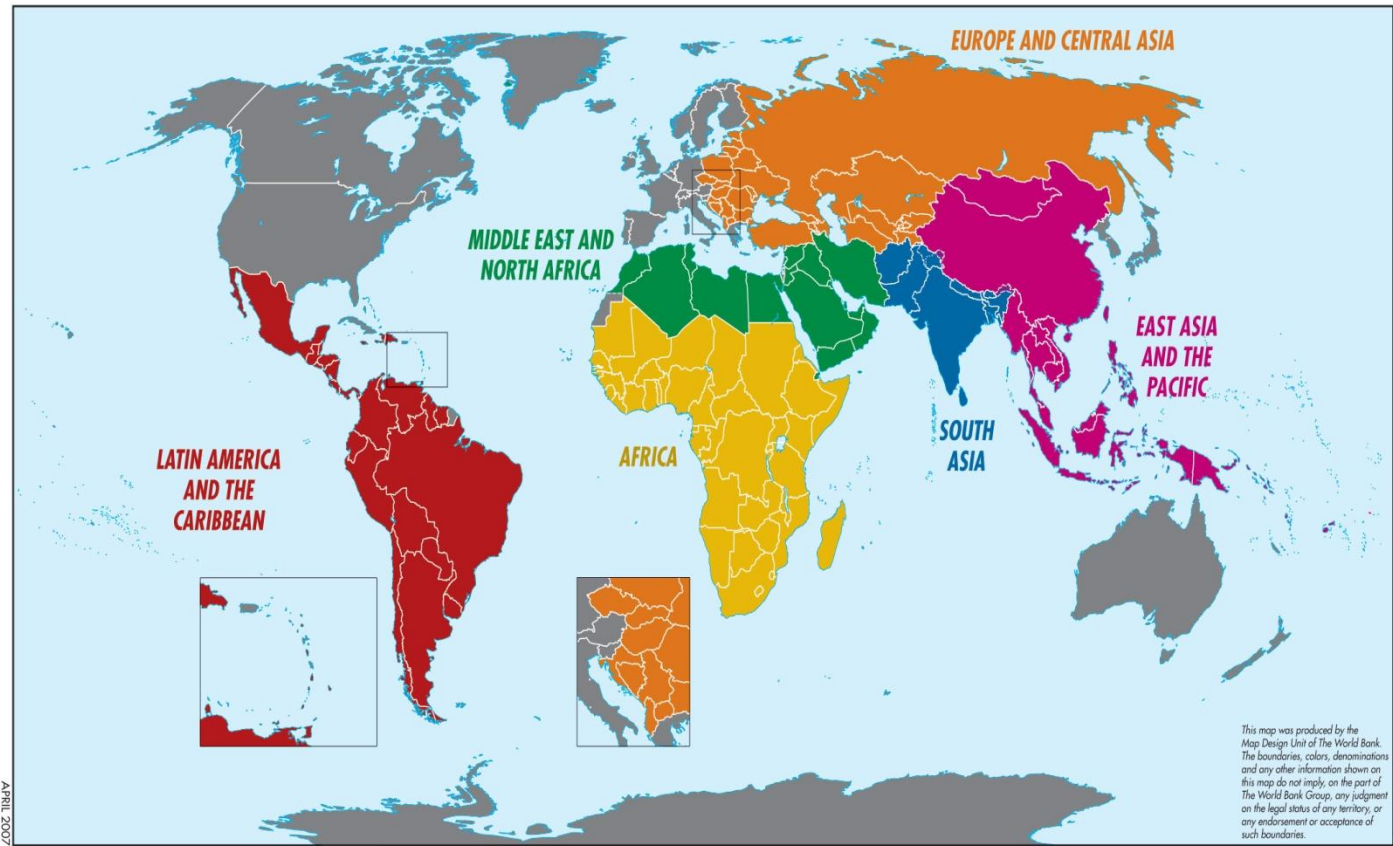 EUROPE AND CENTRAL ASIA
MIDDLE EAST AND
NORTH AFRICA
EAST ASIA
AND THE
PACIFIC
LATIN AMERICA
AND THE
CARIBBEAN
AFRICA
SOUTH
ASIA
This map was produced by the
Map Design Unit of The World Bank.
The boundaries, colors, denominations
and any other information shown on
this map do not imply, on the part of
The World Bank Group, any judgment
on the legal status of any territory, or
any endorsement or acceptance of
such boundaries.
APRIL 2007